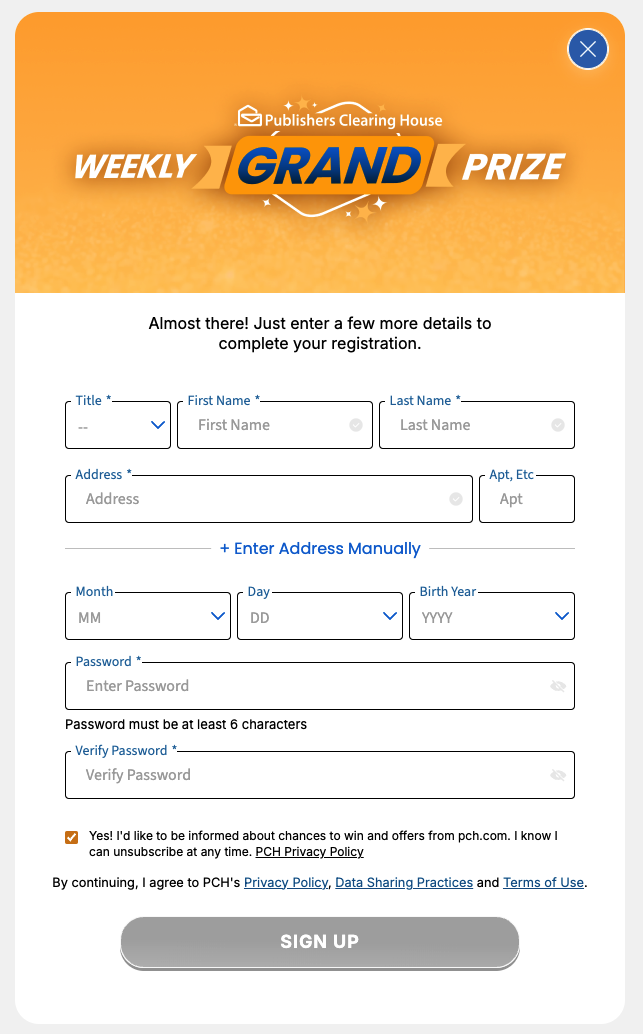 Publishers Clearing House
WEEKLY GRAND PRIZE
Almost there! Just enter a few more details to
complete your registration.
Title * First Name * Last Name *
-- First Name Last Name
Address * Apt, Etc
Address Apt
+ Enter Address Manually
Month Day Birth Year
MM DD YYYY
Password *
Enter Password
Password must be at least 6 characters
Verify Password *
Verify Password
Yes! I'd like to be informed about chances to win and offers from pch.com. I know I
can unsubscribe at any time. PCH Privacy Policy
By continuing, I agree to PCH's Privacy Policy, Data Sharing Practices and Terms of Use.
SIGN UP